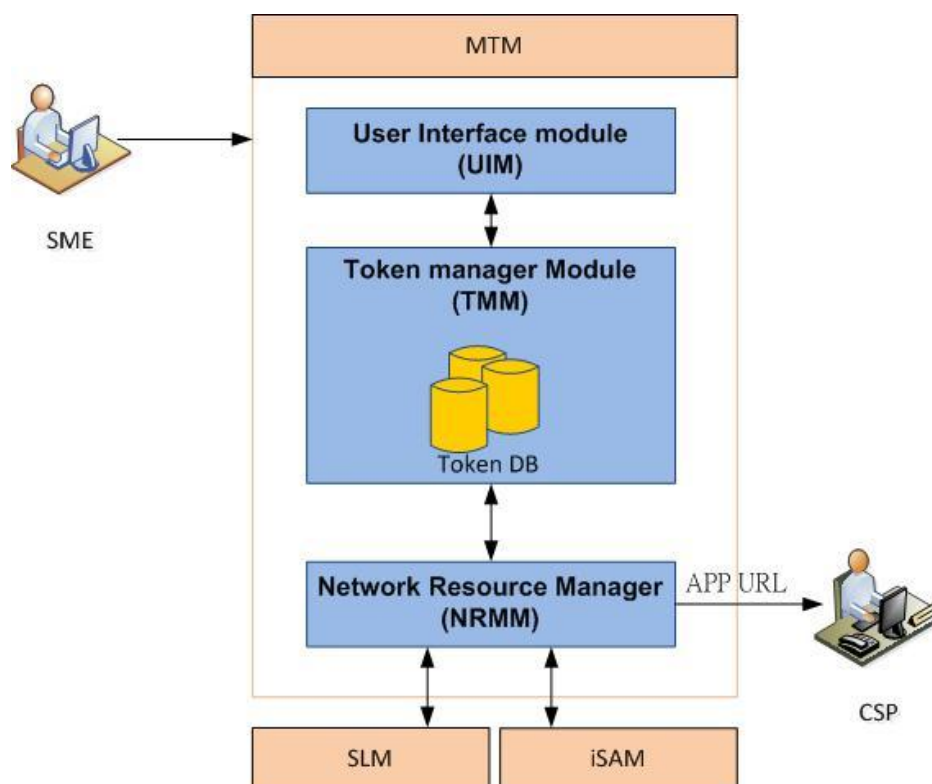 MTM
User Interface module
(UIM)
SME
Token manager Module
(TMM)
Token DB
Network Resource Manager
(NRMM)
APP URL
CSP
SLM
iSAM